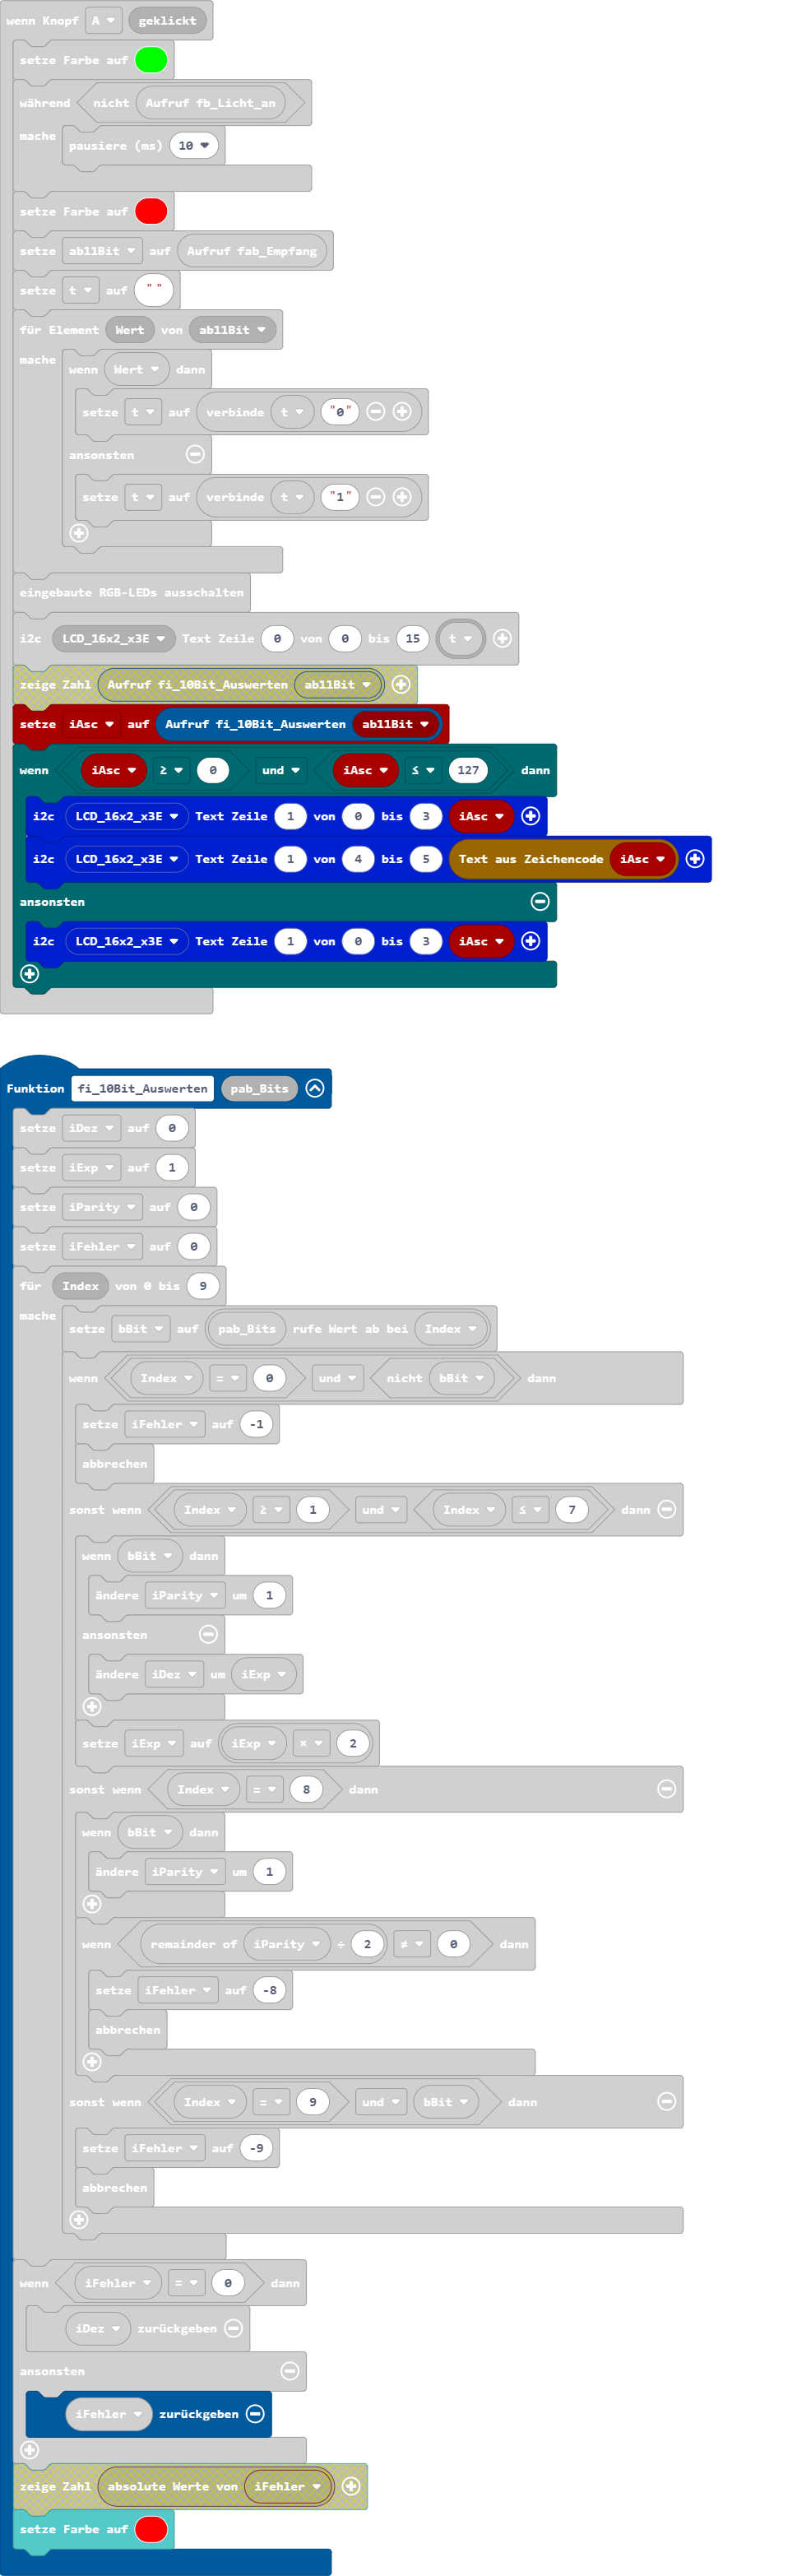 wenn Knopf A geklickt
setze Farbe auf
während nicht Aufruf fb_Licht_an
mache pausiere (ms) 10
setze Farbe auf
setze ab11Bit auf Aufruf fab_Empfang
setze t auf " "
für Element Wert von ab11Bit
mache wenn Wert dann
setze t auf verbinde t "0"
ansonsten
setze t auf verbinde t "1"
eingebaute RGB-LEDs ausschalten
i2c LCD_16x2_x3E Text Zeile 0 von 0 bis 15 t
zeige Zahl Aufruf fi_10Bit_Auswerten ab11Bit
setze iAsc auf Aufruf fi_10Bit_Auswerten ab11Bit
wenn iAsc ≥ 0 und iAsc ≤ 127 dann
i2c LCD_16x2_x3E Text Zeile 1 von 0 bis 3 iAsc
i2c LCD_16x2_x3E Text Zeile 1 von 4 bis 5 Text aus Zeichencode iAsc
ansonsten
i2c LCD_16x2_x3E Text Zeile 1 von 0 bis 3 iAsc
Funktion fi_10Bit_Auswerten pab_Bits
setze iDez auf 0
setze iExp auf 1
setze iParity auf 0
setze iFehler auf 0
für Index von 0 bis 9
mache setze bBit auf pab_Bits rufe Wert ab bei Index
wenn Index = 0 und nicht bBit dann
setze iFehler auf -1
abbrechen
sonst wenn Index ≥ 1 und Index ≤ 7 dann
wenn bBit dann
ändere iParity um 1
ansonsten
ändere iDez um iExp
setze iExp auf iExp × 2
sonst wenn Index = 8 dann
wenn bBit dann
ändere iParity um 1
wenn remainder of iParity ÷ 2 ≠ 0 dann
setze iFehler auf -8
abbrechen
sonst wenn Index = 9 und bBit dann
setze iFehler auf -9
abbrechen
wenn iFehler = 0 dann
iDez zurückgeben
ansonsten
iFehler zurückgeben
zeige Zahl absolute Werte von iFehler
setze Farbe auf